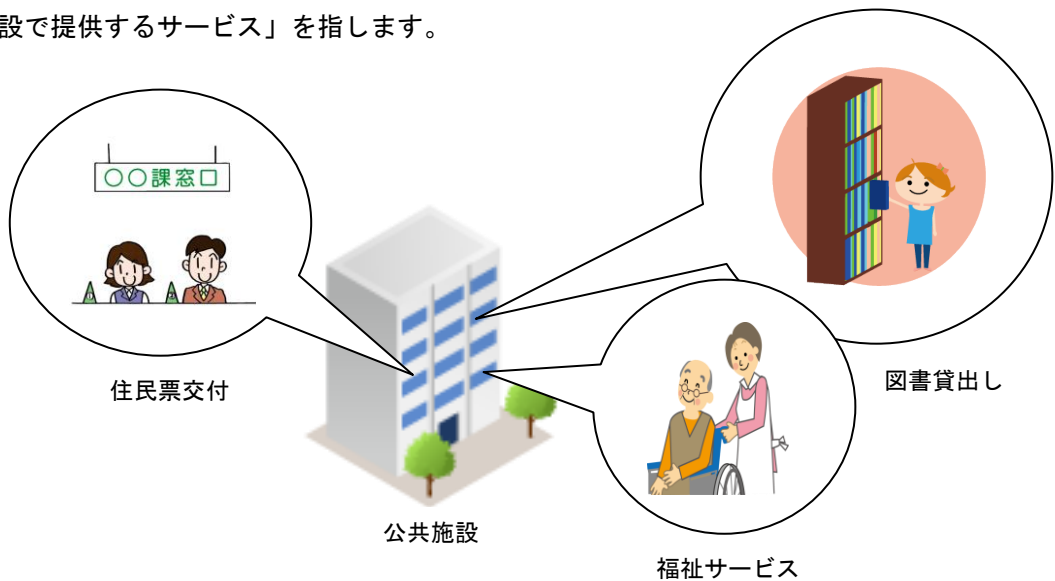 設で提供するサービス」を指します。
〇〇課窓口
1
2
住民票交付
図書貸出し
公共施設
福祉サービス